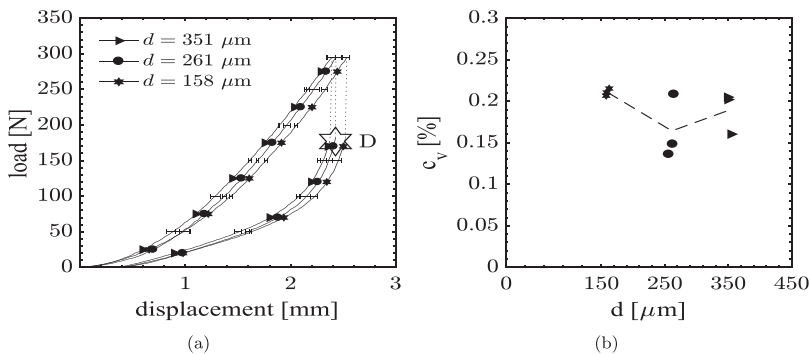 350
300
250
200
150
100
50
0
load [N]
d = 351 μm
d = 261 μm
d = 158 μm
D
0 1 2 3
displacement [mm]
(a)
0.3
0.25
0.2
0.15
0.1
0.05
0
c_v [%]
0 150 250 350 450
d [μm]
(b)